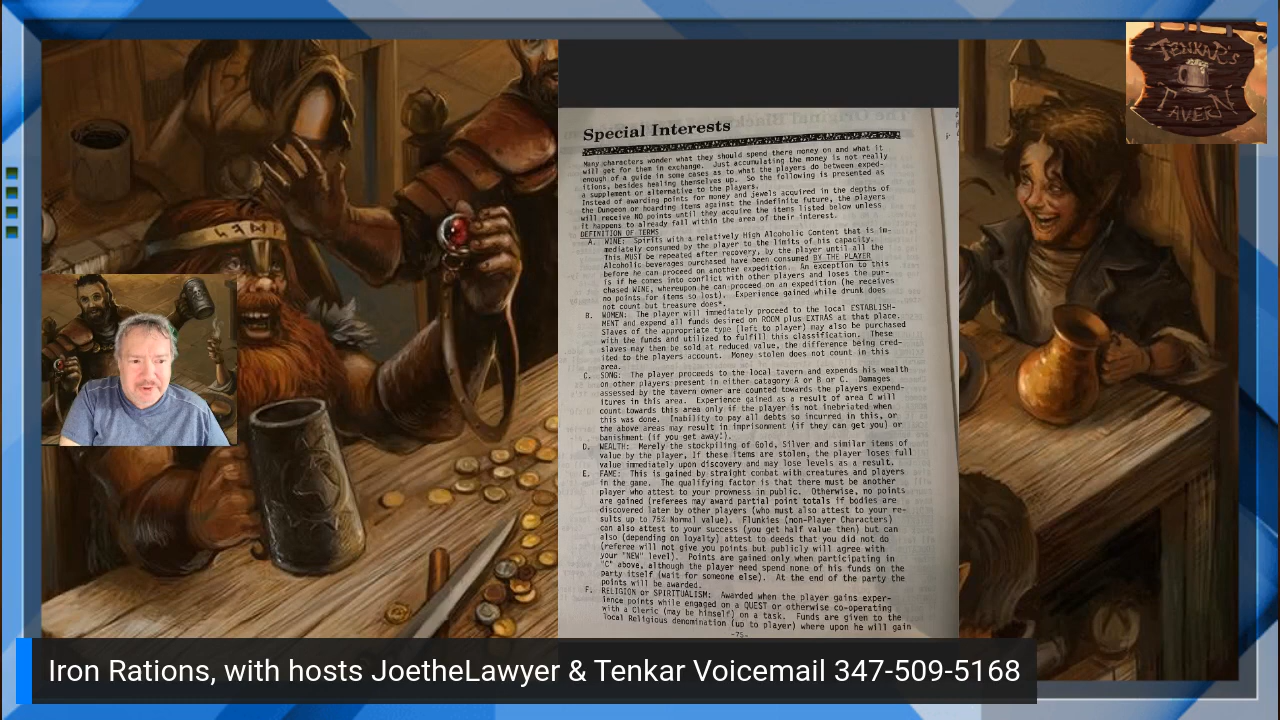 TENKAR'S
TAVERN
Special Interests
Many characters wonder what they should spend there money on and what it
will get for them in exchange. Just accumulating the money is not really
enough of a guide in some cases as to what the players do between exped-
itions, besides healing themselves up. So the following is presented as
a supplement or alternative to the players.
Instead of awarding points for money and jewels acquired in the depths of
the Dungeon or hoarding items against the indefinite future, the players
will receive NO points until they acquire the items listed below unless
it happens to already fall within the area of their interest.
DEFINITION OF TERMS
A. WINE: Spirits with a relatively High Alcoholic Content that is im-
mediately consumed by the player to the limits of his capacity.
This MUST be repeated after recovery, by the player until all the
Alcoholic beverages purchased have been consumed BY THE PLAYER
before he can proceed on another expedition. An exception to this
is if he comes into conflict with other players and loses the pur-
chased WINE, whereupon he can proceed on an expedition (he receives
no points for items so lost). Experience gained while drunk does
not count but treasure does*.
B. WOMEN: The player will immediately proceed to the local ESTABLISH-
MENT and expend all funds desired on ROOM plus EXTRAS at that place.
Slaves of the appropriate type (left to player) may also be purchased
with the funds and utilized to fulfill this classification. These
slaves may then be sold at reduced value, the difference being cred-
ited to the players account. Money stolen does not count in this
area.
C. SONG: The player proceeds to the local tavern and expends his wealth
on other players present in either catagory A or B or C. Damages
assessed by the tavern owner are counted towards the players expend-
itures in this area. Experience gained as a result of area C will
count towards this area only if the player is not inebriated when
this was done. Inability to pay all debts so incurred in this, or
the above areas may result in imprisonment (if they can get you) or
banishment (if you get away!).
D. WEALTH: Merely the stockpiling of Gold, Silver and similar items of
value by the player, If these items are stolen, the player loses full
value immediately upon discovery and may lose levels as a result.
E. FAME: This is gained by straight combat with creatures and players
in the game. The qualifying factor is that there must be another
player who attest to your prowness in public. Otherwise, no points
are gained (referees may award partial point totals if bodies are
discovered later by other players (who must also attest to your re-
sults up to 75% Normal value). Flunkies (non-Player Characters)
can also attest to your success (you get half value then) but can
also (depending on loyalty) attest to deeds that you did not do
(referee will not give you points but publicly will agree with
your "NEW" level). Points are gained only when participating in
"C" above, although the player need spend none of his funds on the
party itself (wait for someone else). At the end of the party the
points will be awarded.
F. RELIGION or SPIRITUALISM: Awarded when the player gains exper-
ience points while engaged on a QUEST or otherwise co-operating
with a Cleric (may be himself) on a task. Funds are given to the
local Religious denomination (up to player) where upon he will gain
-75-
Iron Rations, with hosts JoetheLawyer & Tenkar Voicemail 347-509-5168